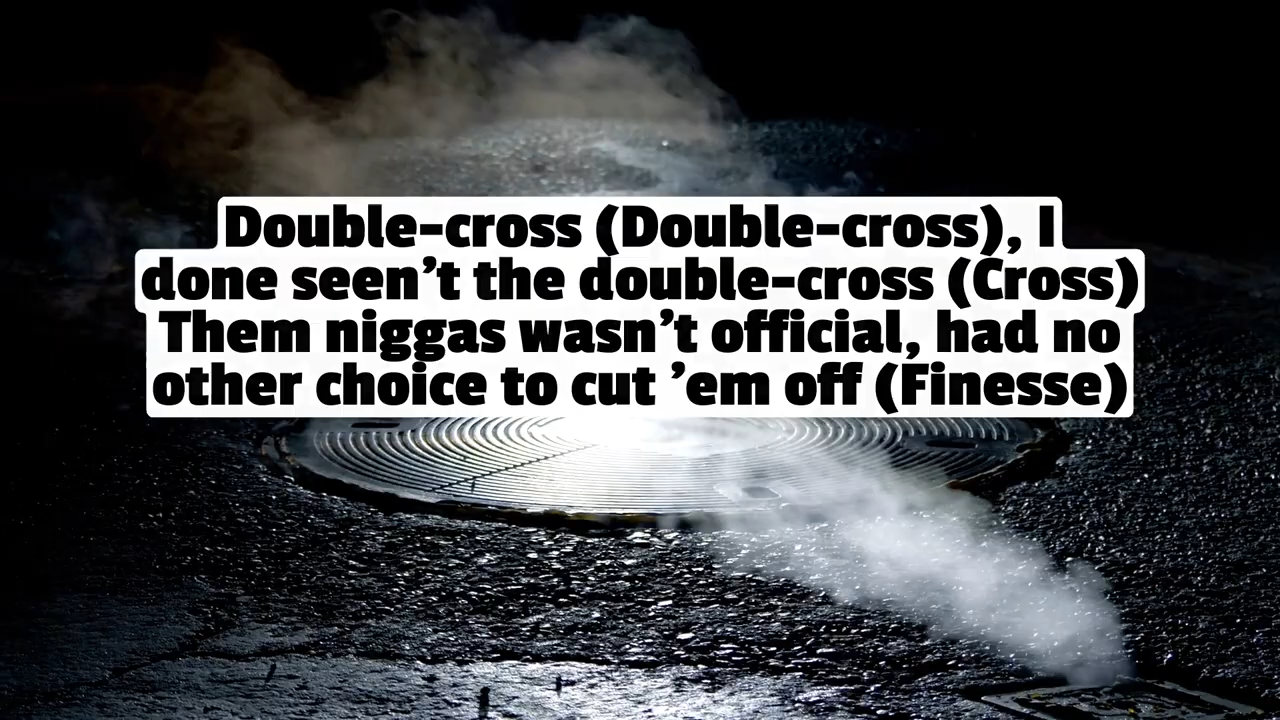 Double-cross (Double-cross), I
done seen’t the double-cross (Cross)
Them niggas wasn’t official, had no
other choice to cut ’em off (Finesse)